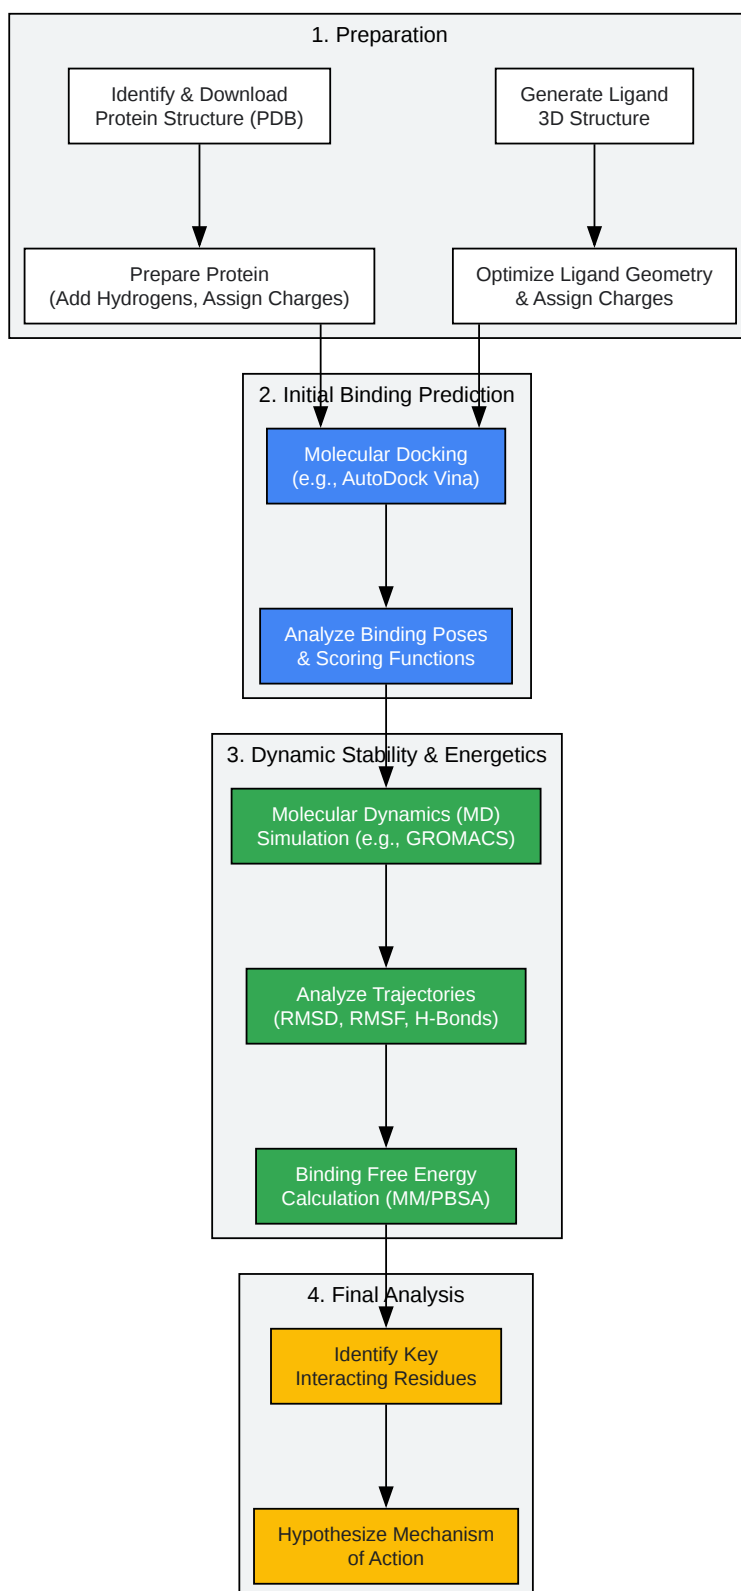 1. Preparation
Identify & Download
Protein Structure (PDB)
Generate Ligand
3D Structure
Prepare Protein
(Add Hydrogens, Assign Charges)
Optimize Ligand Geometry
& Assign Charges
2. Initial Binding Prediction
Molecular Docking
(e.g., AutoDock Vina)
Analyze Binding Poses
& Scoring Functions
3. Dynamic Stability & Energetics
Molecular Dynamics (MD)
Simulation (e.g., GROMACS)
Analyze Trajectories
(RMSD, RMSF, H-Bonds)
Binding Free Energy
Calculation (MM/PBSA)
4. Final Analysis
Identify Key
Interacting Residues
Hypothesize Mechanism
of Action